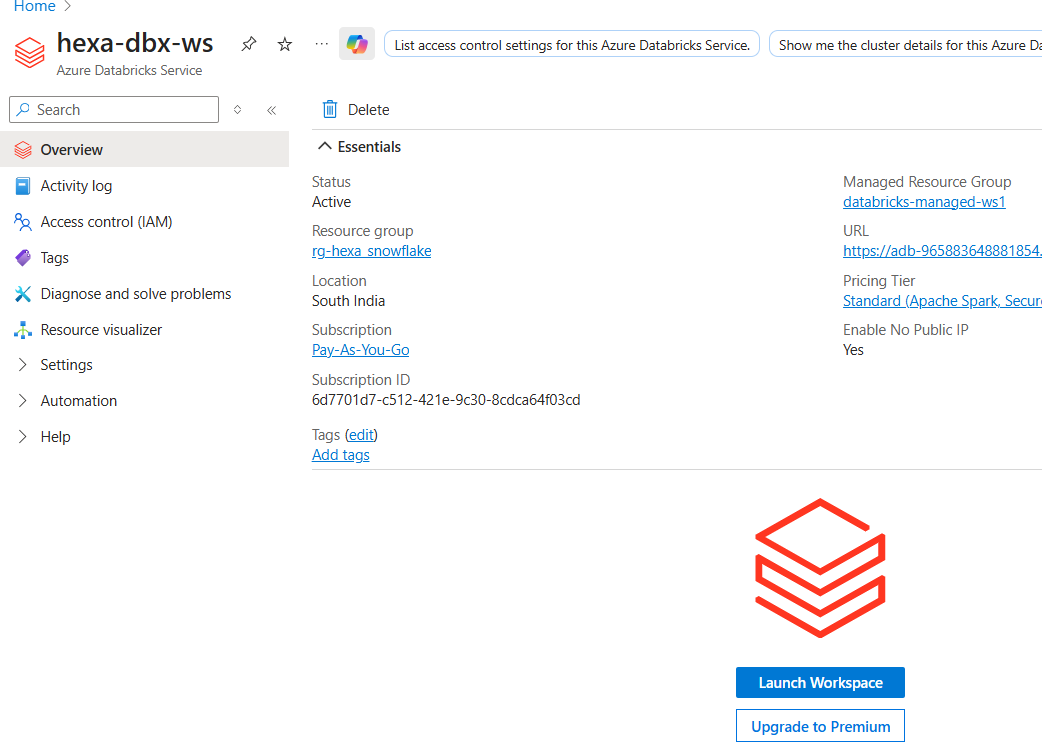 Home
hexa-dbx-ws
Azure Databricks Service
List access control settings for this Azure Databricks Service.
Show me the cluster details for this Azure Da
Search
Delete
Overview
Activity log
Access control (IAM)
Tags
Diagnose and solve problems
Resource visualizer
Settings
Automation
Help
Essentials
Status
Active
Resource group
rg-hexa_snowflake
Location
South India
Subscription
Pay-As-You-Go
Subscription ID
6d7701d7-c512-421e-9c30-8cdca64f03cd
Tags (edit)
Add tags
Managed Resource Group
databricks-managed-ws1
URL
https://adb-965883648881854.
Pricing Tier
Standard (Apache Spark, Secure
Enable No Public IP
Yes
Launch Workspace
Upgrade to Premium